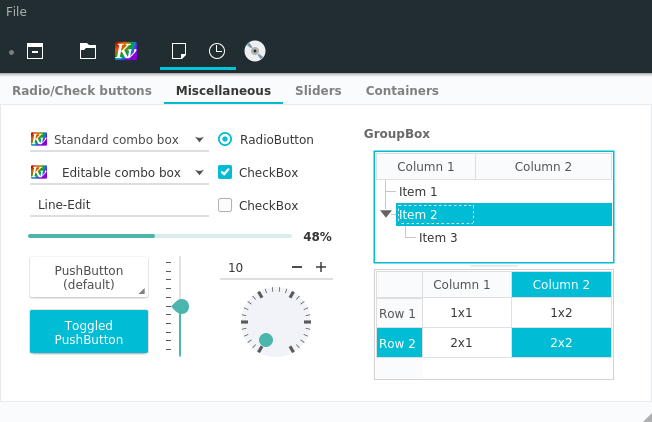 File
Radio/Check buttons Miscellaneous Sliders Containers
Standard combo box
RadioButton
Editable combo box
CheckBox
Line-Edit
CheckBox
48%
PushButton
(default)
Toggled
PushButton
10
GroupBox
Column 1 Column 2
Item 1
Item 2
Item 3
Column 1 Column 2
Row 1 1x1 1x2
Row 2 2x1 2x2